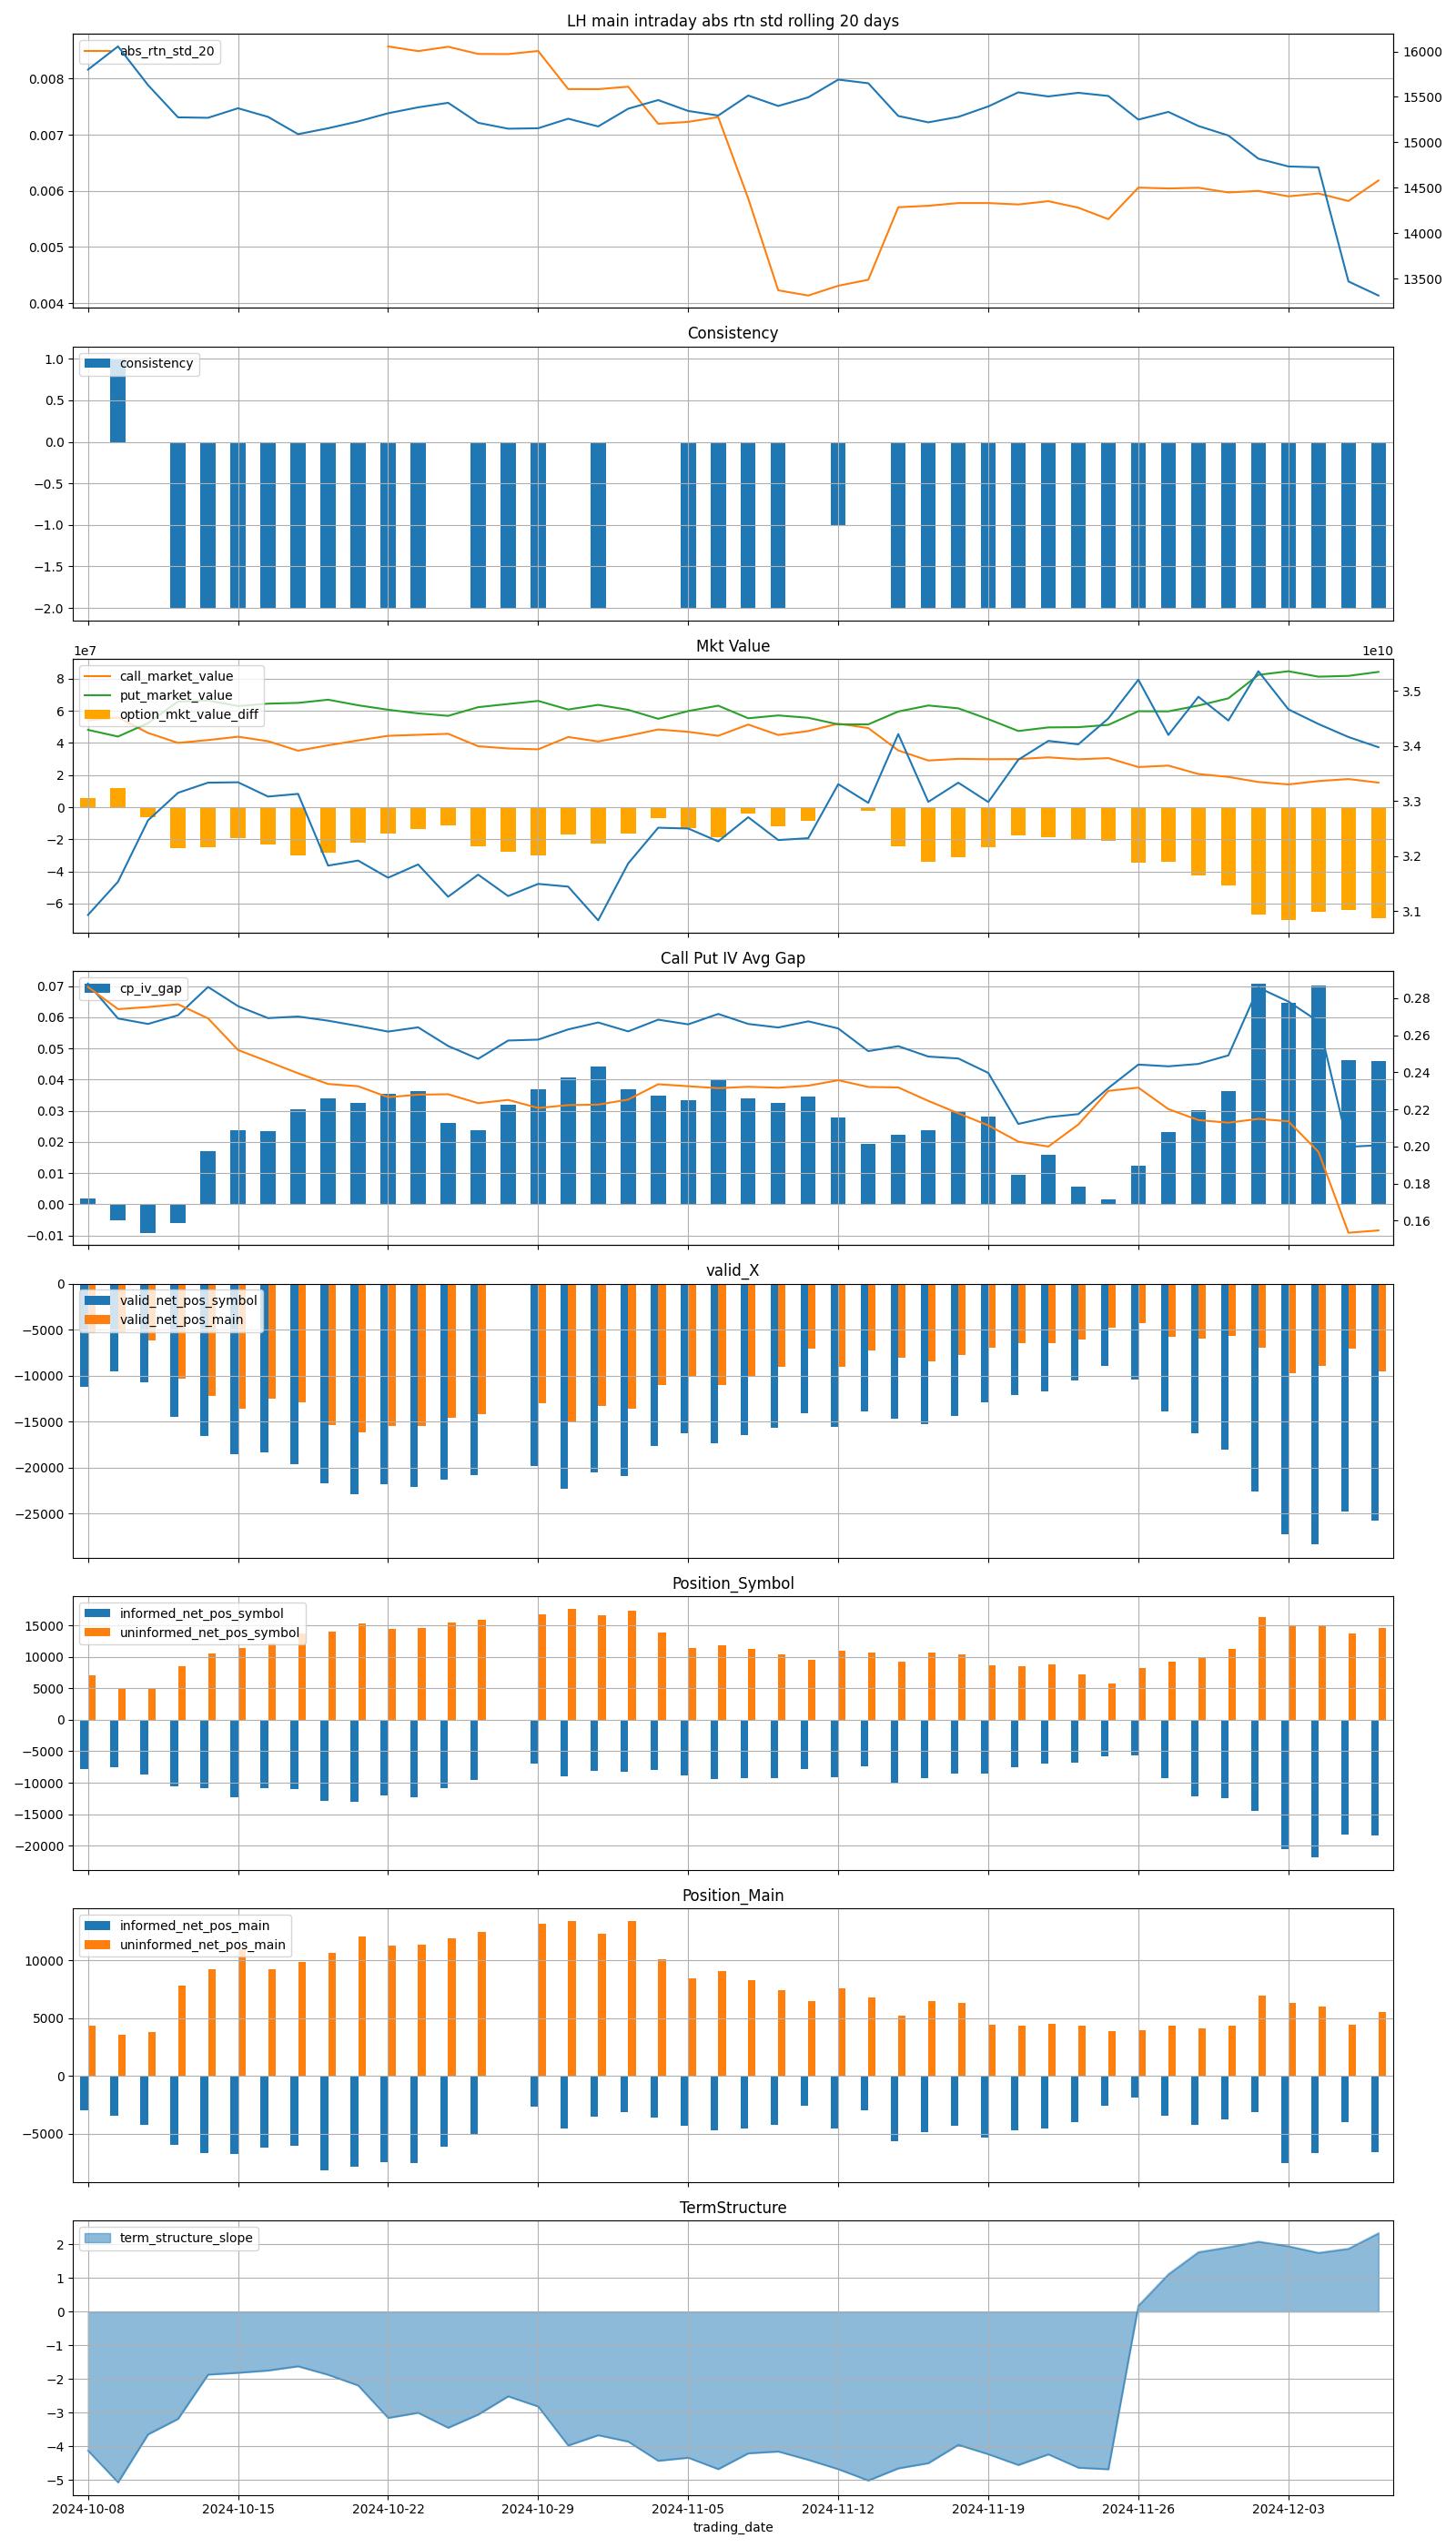 LH main intraday abs rtn std rolling 20 days
abs_rtn_std_20
0.008
0.007
0.006
0.005
0.004
16000
15500
15000
14500
14000
13500
Consistency
consistency
1.0
0.5
0.0
−0.5
−1.0
−1.5
−2.0
Mkt Value
1e7
1e10
call_market_value
put_market_value
option_mkt_value_diff
8
6
4
2
0
−2
−4
−6
3.5
3.4
3.3
3.2
3.1
Call Put IV Avg Gap
cp_iv_gap
0.07
0.06
0.05
0.04
0.03
0.02
0.01
0.00
−0.01
0.28
0.26
0.24
0.22
0.20
0.18
0.16
valid_X
valid_net_pos_symbol
valid_net_pos_main
0
−5000
−10000
−15000
−20000
−25000
Position_Symbol
informed_net_pos_symbol
uninformed_net_pos_symbol
15000
10000
5000
0
−5000
−10000
−15000
−20000
Position_Main
informed_net_pos_main
uninformed_net_pos_main
10000
5000
0
−5000
TermStructure
term_structure_slope
2
1
0
−1
−2
−3
−4
−5
2024-10-08 2024-10-15 2024-10-22 2024-10-29 2024-11-05 2024-11-12 2024-11-19 2024-11-26 2024-12-03
trading_date